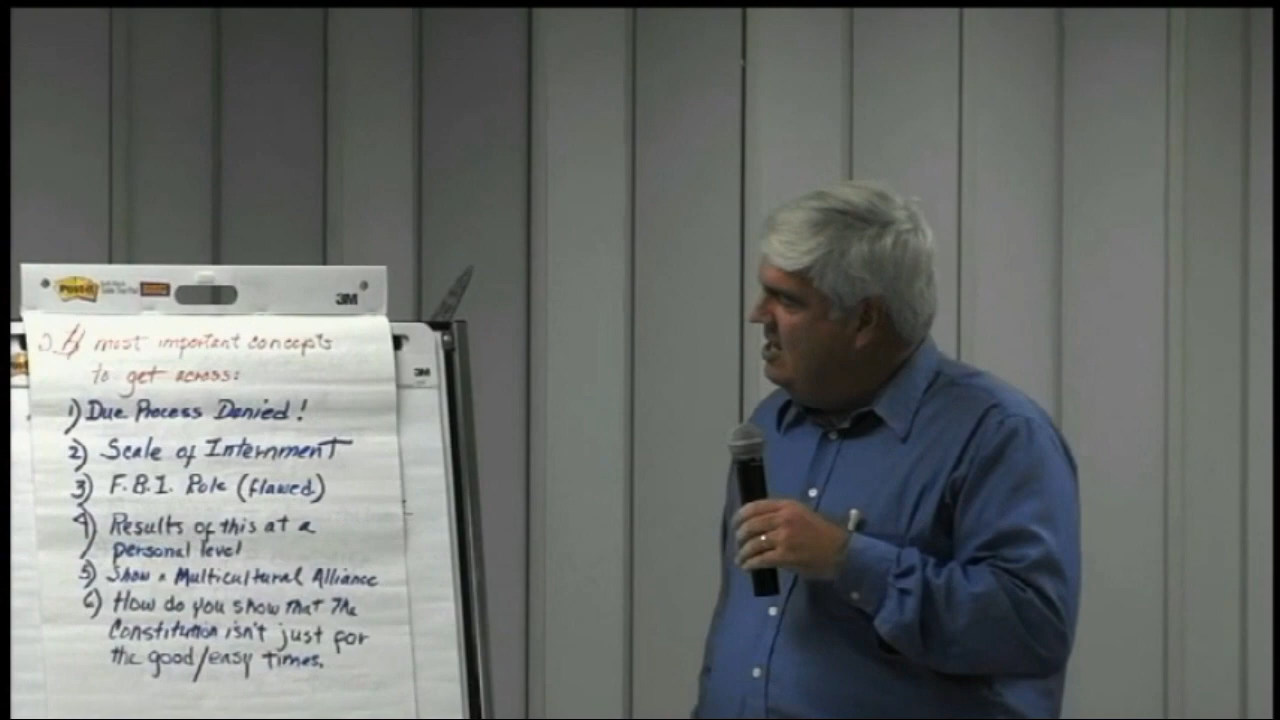 Post-it
3M
3M
most important concepts
to get across:
1) Due Process Denied!
2) Scale of Internment
3) F.B.I. Role (flawed)
4) Results of this at a
personal level
5) Show a Multicultural Alliance
6) How do you show that The
Constitution isn't just for
the good/easy times.